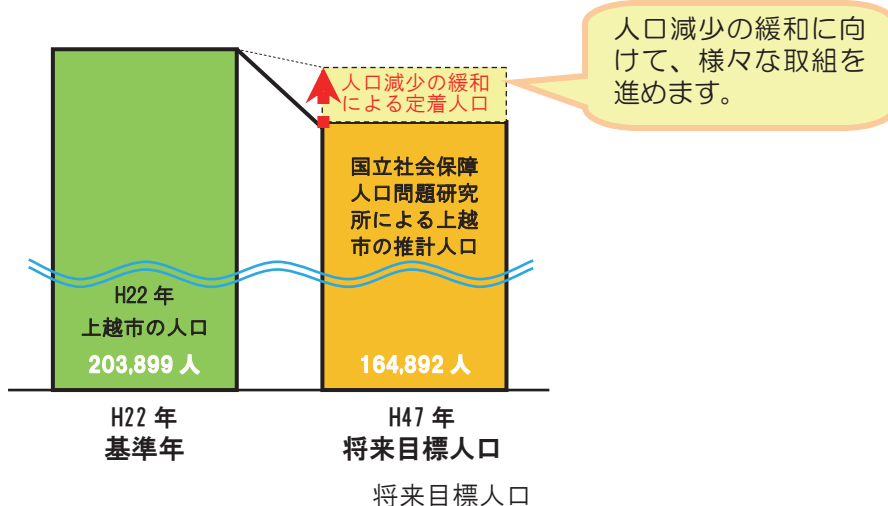 人口減少の緩和に向
けて、様々な取組を
進めます。
人口減少の緩和
による定着人口
国立社会保障
人口問題研究
所による上越
市の推計人口
H22 年
上越市の人口
203,899 人
164,892 人
H22 年
基準年
H47 年
将来目標人口
将来目標人口